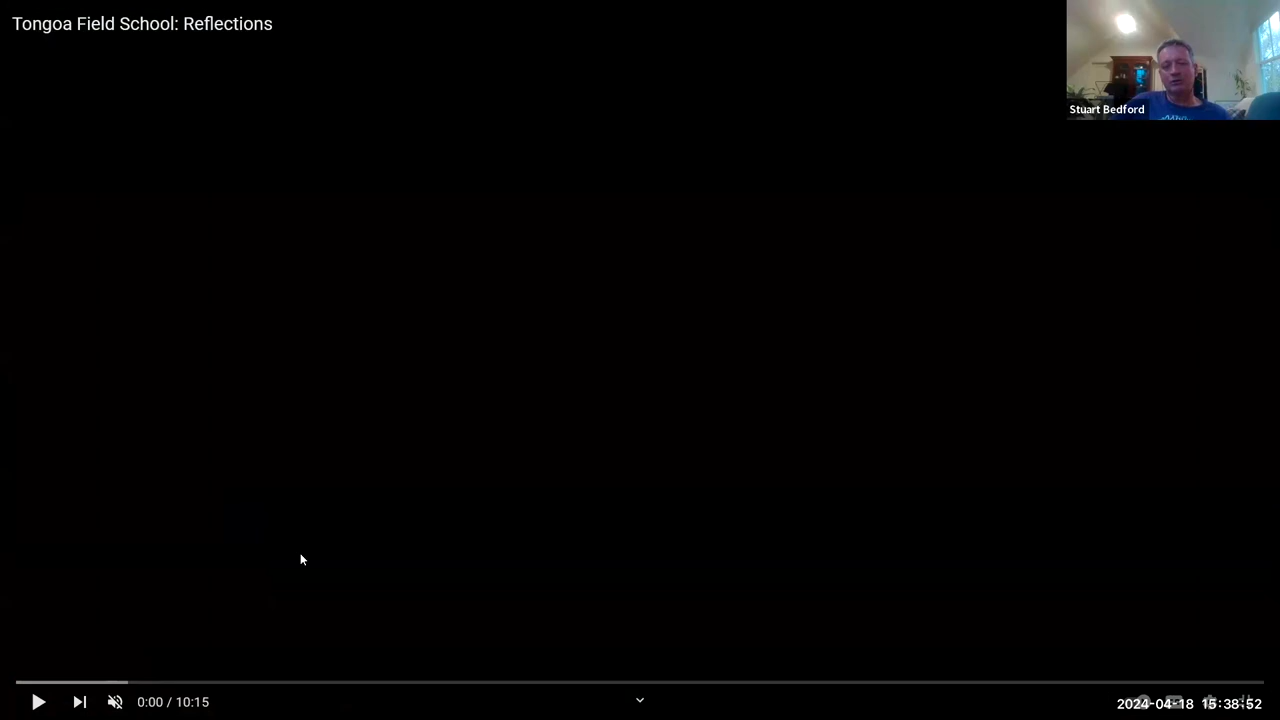 Tongoa Field School: Reflections
Stuart Bedford
0:00 / 10:15
2024-04-18 15:38:52